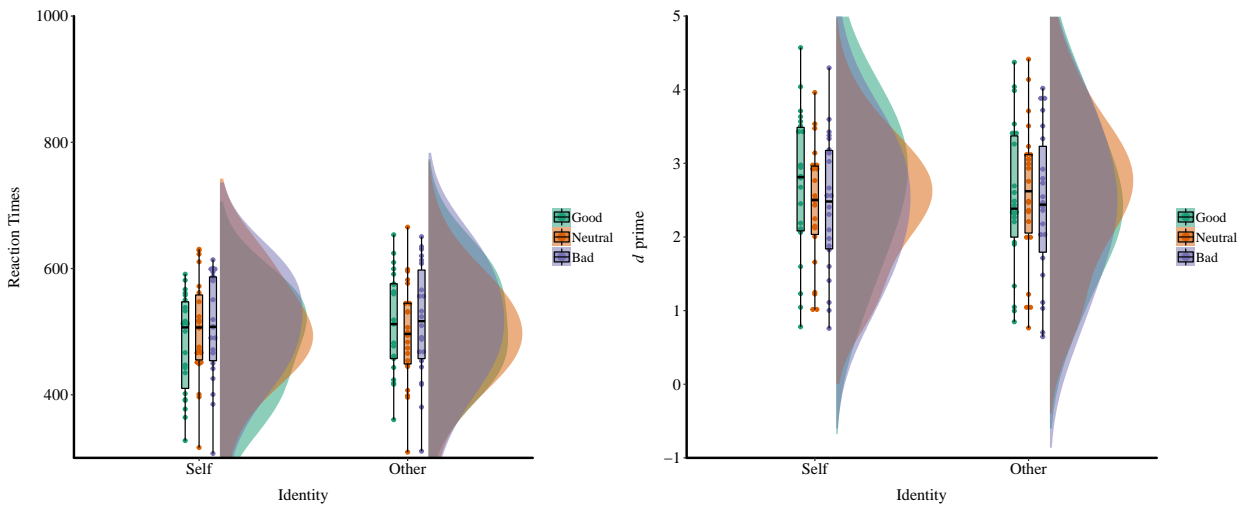 1000
800
600
400
Reaction Times
Self
Other
Identity
Good
Neutral
Bad
5
4
3
2
1
0
−1
d prime
Self
Other
Identity
Good
Neutral
Bad